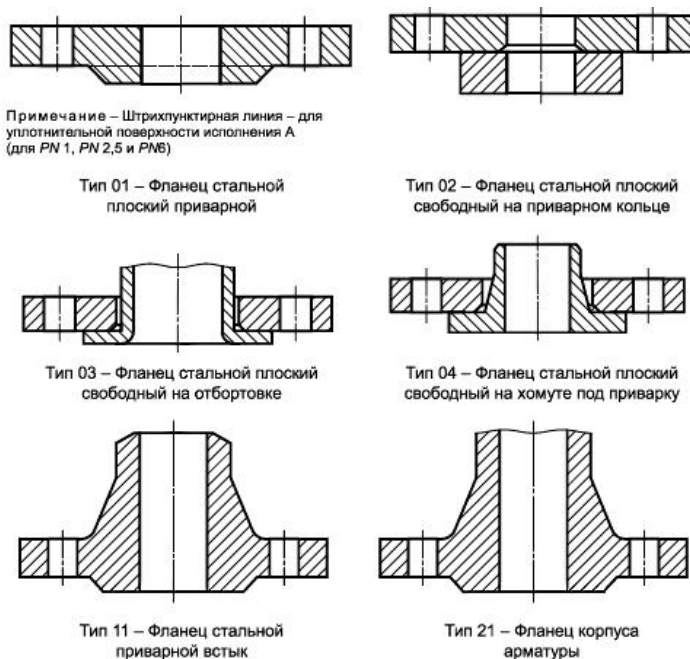 Примечание – Штрихпунктирная линия – для
уплотнительной поверхности исполнения А
(для PN 1, PN 2,5 и PN6)
Тип 01 – Фланец стальной
плоский приварной
Тип 02 – Фланец стальной плоский
свободный на приварном кольце
Тип 03 – Фланец стальной плоский
свободный на отбортовке
Тип 04 – Фланец стальной плоский
свободный на хомуте под приварку
Тип 11 – Фланец стальной
приварной встык
Тип 21 – Фланец корпуса
арматуры